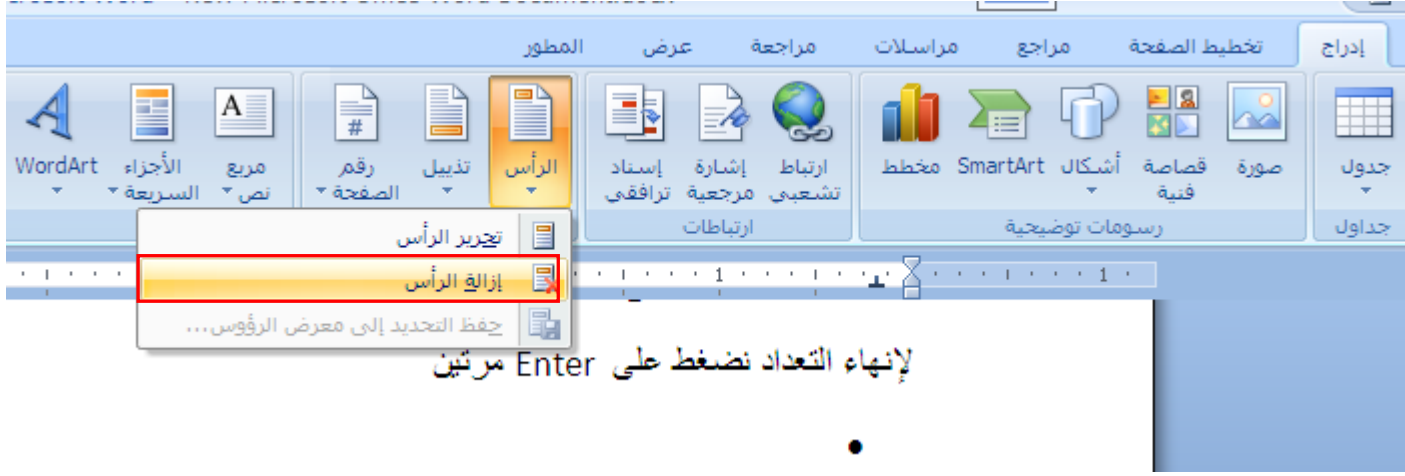 إدراج تخطيط الصفحة مراجع مراسلات مراجعة عرض المطور
جدول صورة قصاصة فنية أشكال SmartArt مخطط ارتباط تشعبي إشارة مرجعية إسناد ترافقي الرأس تذييل رقم الصفحة مربع نص الأجزاء السريعة WordArt
جداول رسومات توضيحية ارتباطات
تحرير الرأس
إزالة الرأس
حفظ التحديد إلى معرض الرؤوس...
1 1
لإنهاء التعداد نضغط على Enter مرتين
•